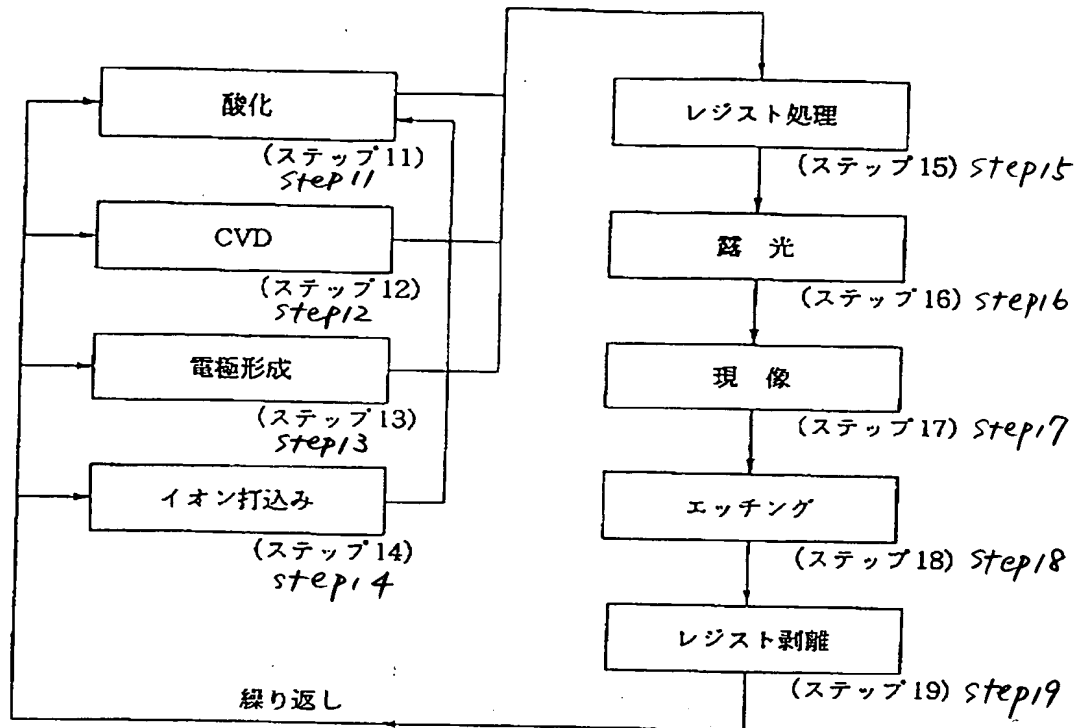 酸化
(ステップ11)
step11
CVD
(ステップ12)
step12
電極形成
(ステップ13)
step13
イオン打込み
(ステップ14)
step14
レジスト処理
(ステップ15) step15
露光
(ステップ16) step16
現像
(ステップ17) step17
エッチング
(ステップ18) step18
レジスト剥離
(ステップ19) step19
繰り返し